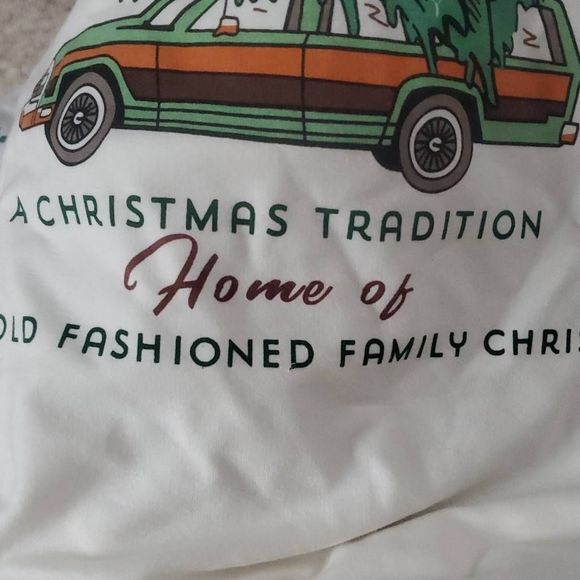 A CHRISTMAS TRADITION
Home of
OLD FASHIONED FAMILY CHRIS